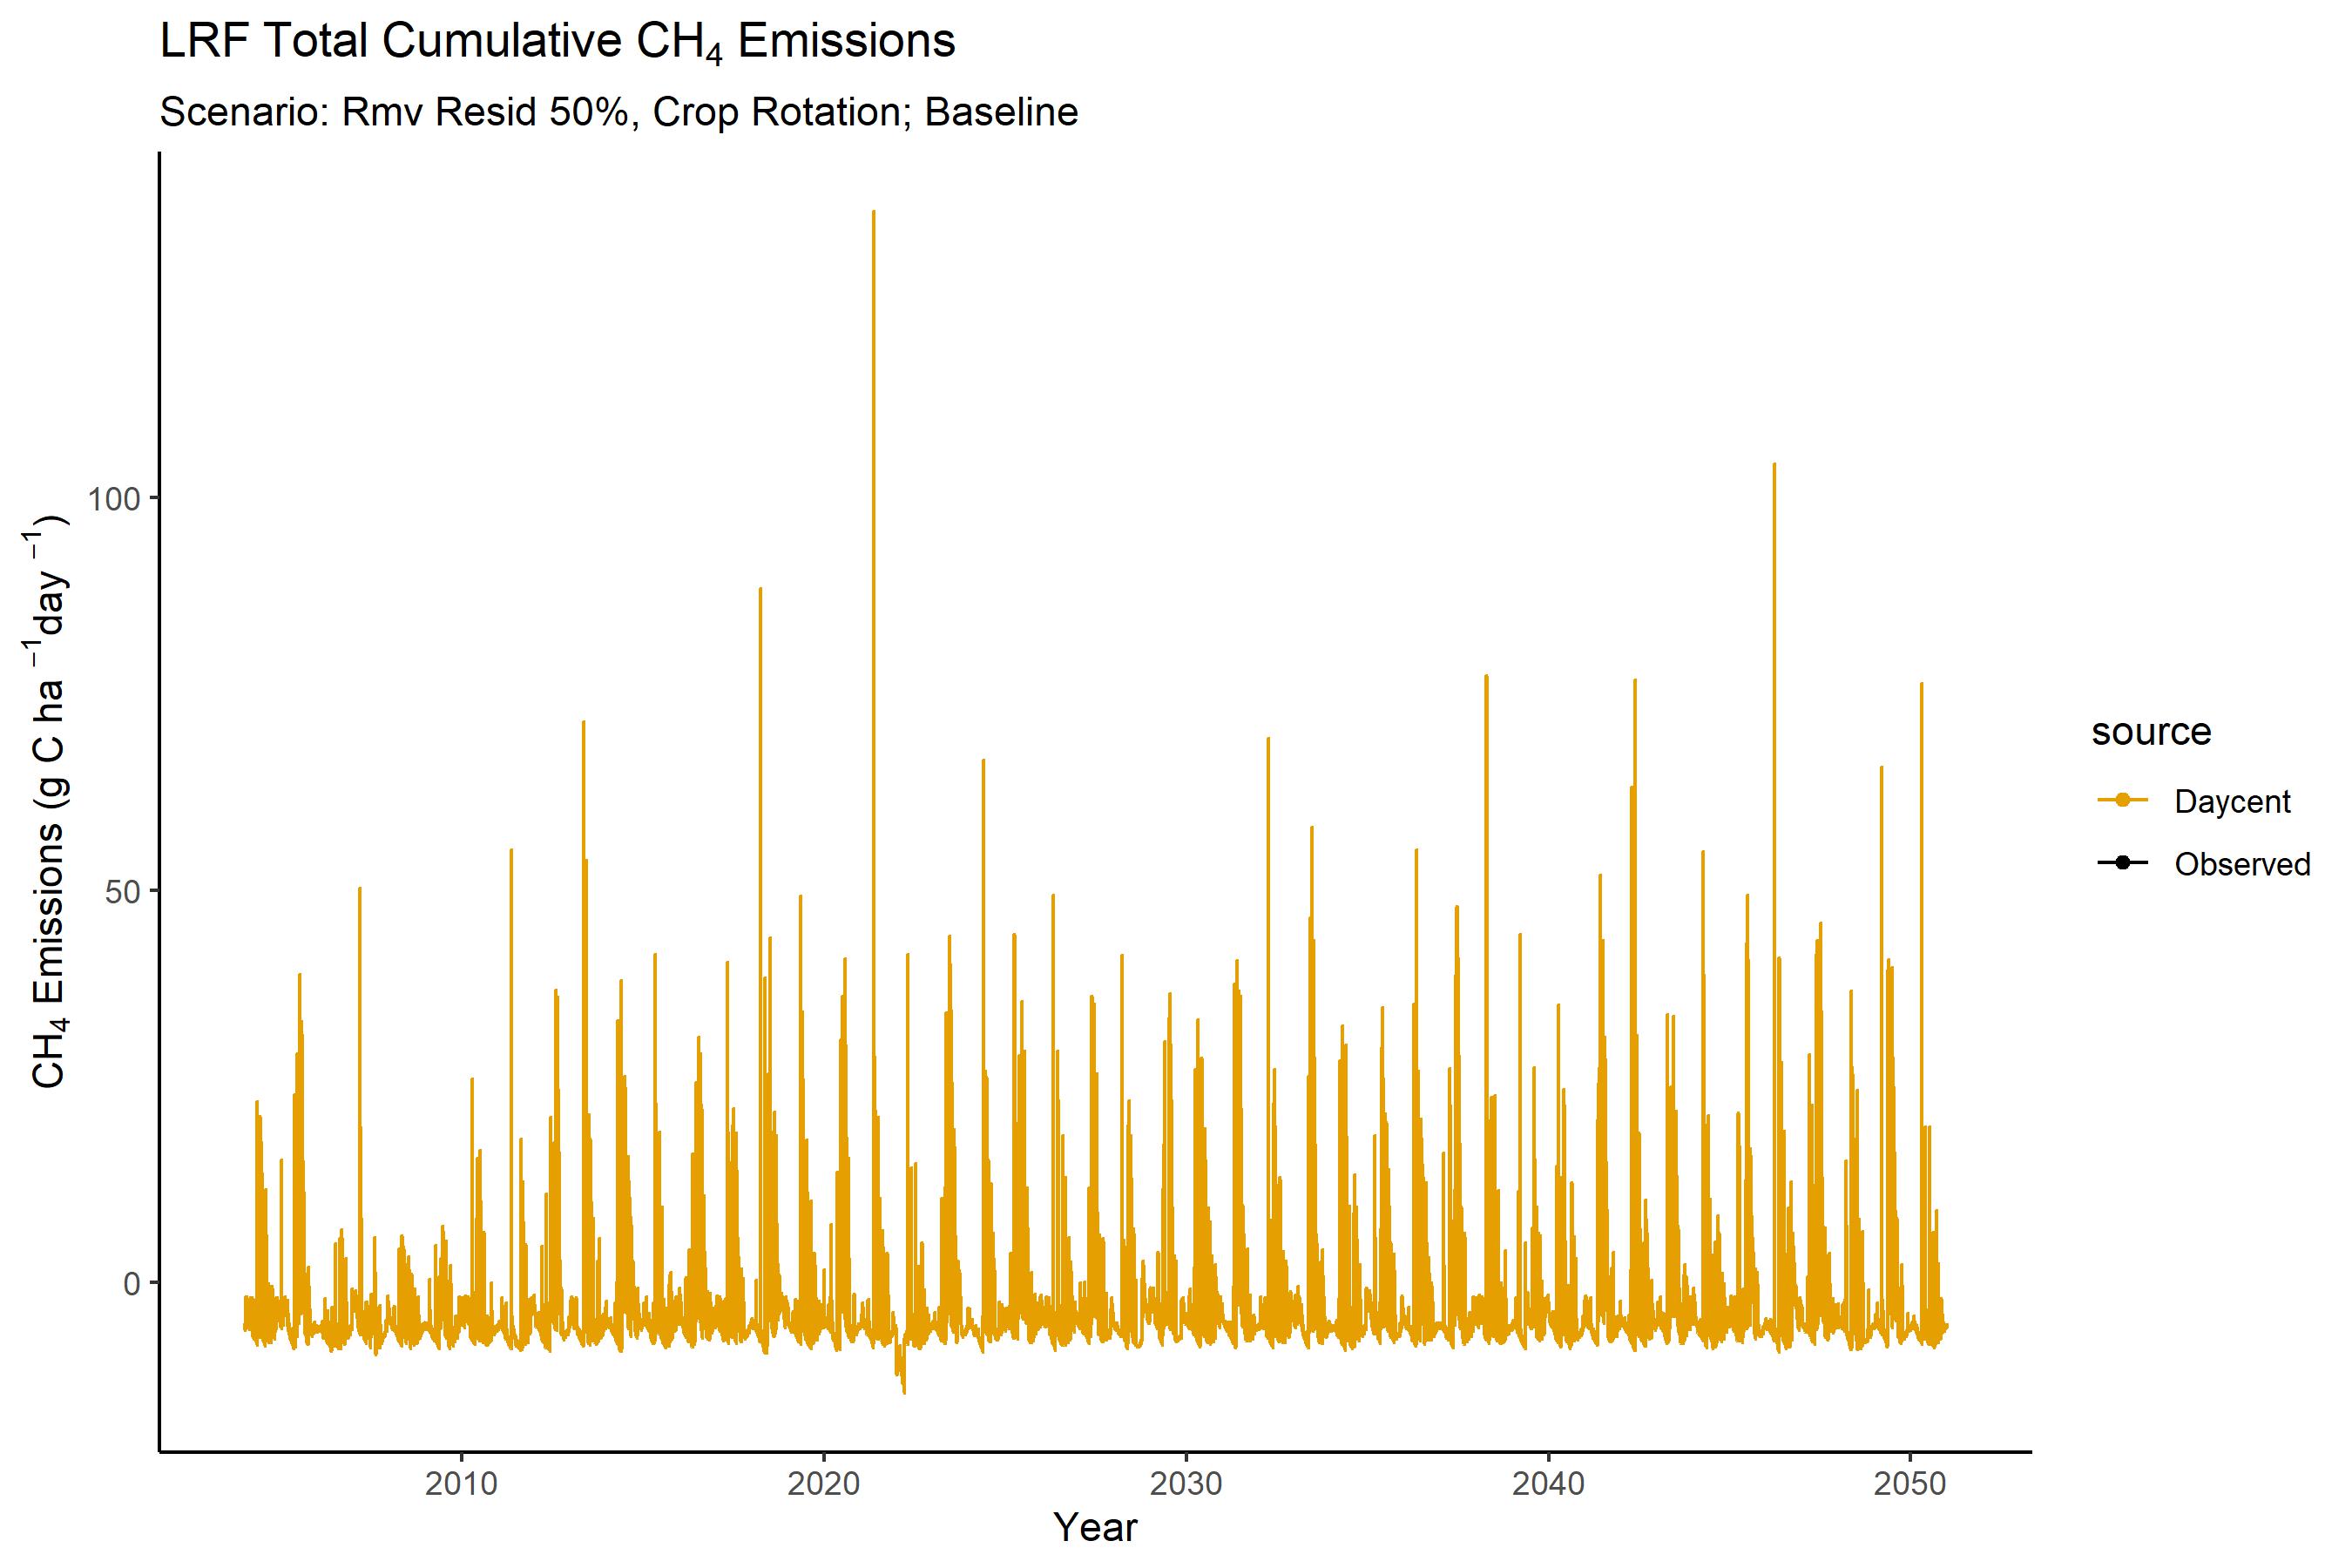 LRF Total Cumulative CH₄ Emissions
Scenario: Rmv Resid 50%, Crop Rotation; Baseline
CH₄ Emissions (g C ha ⁻¹day ⁻¹)
100
50
0
2010 2020 2030 2040 2050
Year
source
Daycent
Observed